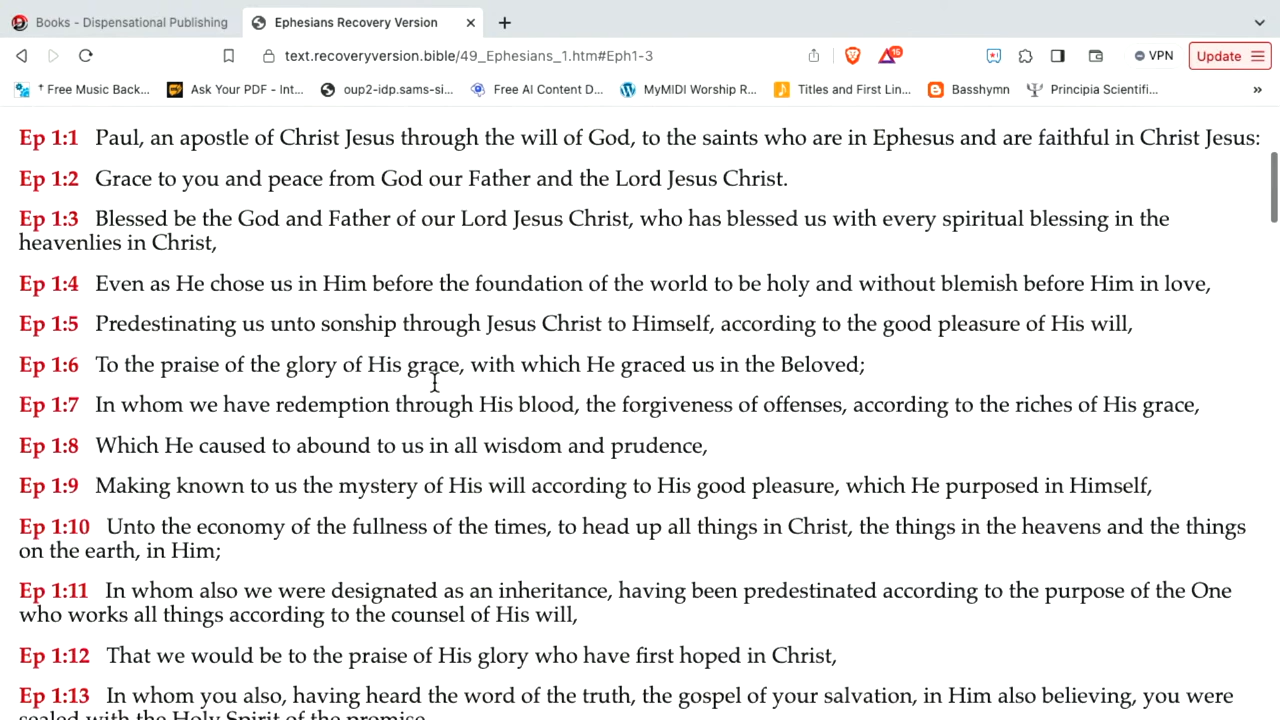 Books - Dispensational Publishing
Ephesians Recovery Version
text.recoveryversion.bible/49_Ephesians_1.htm#Eph1-3
15
VPN
Update
† Free Music Back...
Ask Your PDF - Int...
oup2-idp.sams-si...
Free AI Content D...
MyMIDI Worship R...
Titles and First Lin...
Basshymn
Principia Scientifi...
»
Ep 1:1 Paul, an apostle of Christ Jesus through the will of God, to the saints who are in Ephesus and are faithful in Christ Jesus:
Ep 1:2 Grace to you and peace from God our Father and the Lord Jesus Christ.
Ep 1:3 Blessed be the God and Father of our Lord Jesus Christ, who has blessed us with every spiritual blessing in the
heavenlies in Christ,
Ep 1:4 Even as He chose us in Him before the foundation of the world to be holy and without blemish before Him in love,
Ep 1:5 Predestinating us unto sonship through Jesus Christ to Himself, according to the good pleasure of His will,
Ep 1:6 To the praise of the glory of His grace, with which He graced us in the Beloved;
Ep 1:7 In whom we have redemption through His blood, the forgiveness of offenses, according to the riches of His grace,
Ep 1:8 Which He caused to abound to us in all wisdom and prudence,
Ep 1:9 Making known to us the mystery of His will according to His good pleasure, which He purposed in Himself,
Ep 1:10 Unto the economy of the fullness of the times, to head up all things in Christ, the things in the heavens and the things
on the earth, in Him;
Ep 1:11 In whom also we were designated as an inheritance, having been predestinated according to the purpose of the One
who works all things according to the counsel of His will,
Ep 1:12 That we would be to the praise of His glory who have first hoped in Christ,
Ep 1:13 In whom you also, having heard the word of the truth, the gospel of your salvation, in Him also believing, you were
sealed with the Holy Spirit of the promise,